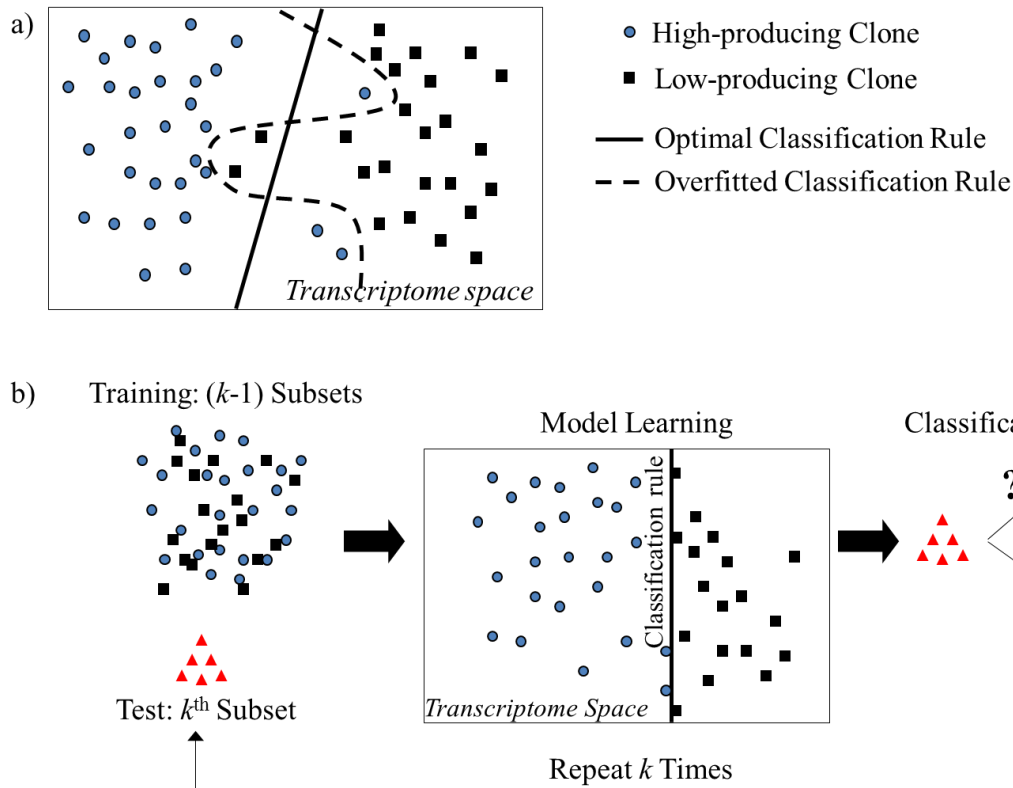 a)
High-producing Clone
Low-producing Clone
Optimal Classification Rule
Overfitted Classification Rule
Transcriptome space
b)
Training: (k-1) Subsets
Model Learning
Classifica
Classification rule
?
Transcriptome Space
Test: kth Subset
Repeat k Times